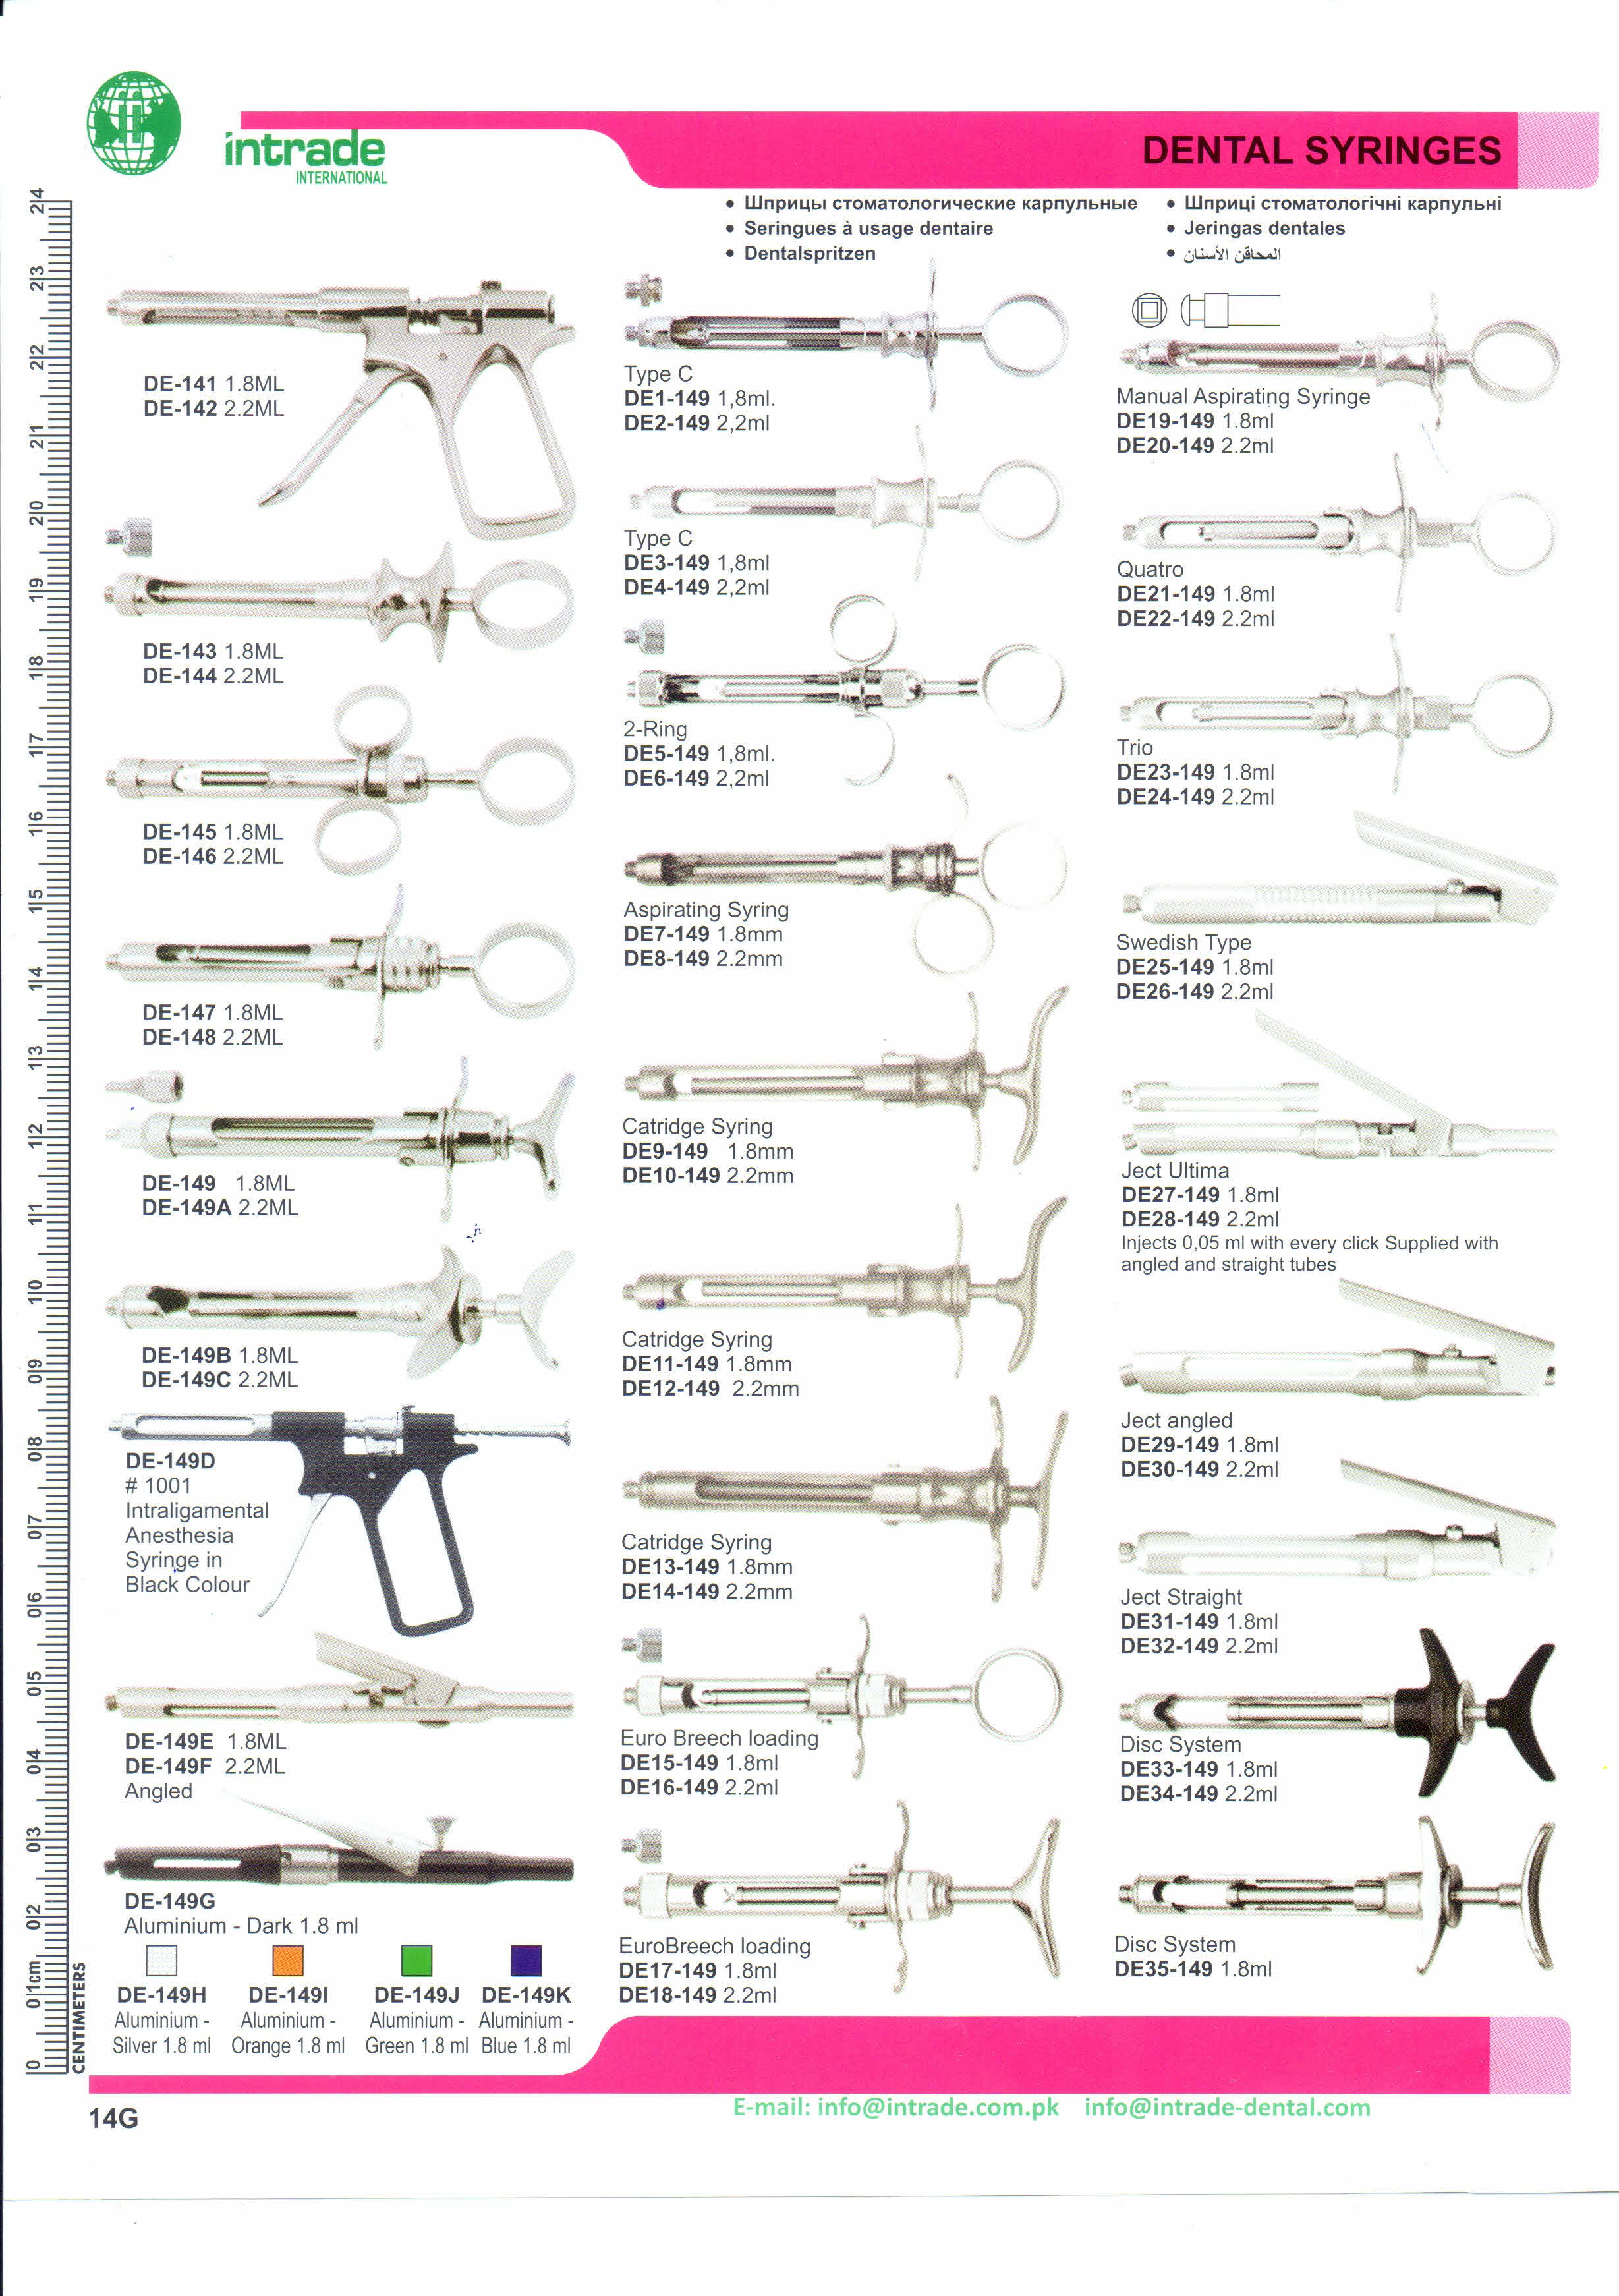 intrade
INTERNATIONAL
DENTAL SYRINGES
• Шприцы стоматологические карпульные
• Seringues à usage dentaire
• Dentalspritzen
• Шприці стоматологічні карпульні
• Jeringas dentales
• المحاقن الأسنان
DE-141 1.8ML
DE-142 2.2ML
DE-143 1.8ML
DE-144 2.2ML
DE-145 1.8ML
DE-146 2.2ML
DE-147 1.8ML
DE-148 2.2ML
DE-149 1.8ML
DE-149A 2.2ML
DE-149B 1.8ML
DE-149C 2.2ML
DE-149D
# 1001
Intraligamental
Anesthesia
Syringe in
Black Colour
DE-149E 1.8ML
DE-149F 2.2ML
Angled
DE-149G
Aluminium - Dark 1.8 ml
DE-149H DE-149I DE-149J DE-149K
Aluminium - Aluminium - Aluminium - Aluminium -
Silver 1.8 ml Orange 1.8 ml Green 1.8 ml Blue 1.8 ml
Type C
DE1-149 1,8ml.
DE2-149 2,2ml
Type C
DE3-149 1,8ml
DE4-149 2,2ml
2-Ring
DE5-149 1,8ml.
DE6-149 2,2ml
Aspirating Syring
DE7-149 1.8mm
DE8-149 2.2mm
Catridge Syring
DE9-149 1.8mm
DE10-149 2.2mm
Catridge Syring
DE11-149 1.8mm
DE12-149 2.2mm
Catridge Syring
DE13-149 1.8mm
DE14-149 2.2mm
Euro Breech loading
DE15-149 1.8ml
DE16-149 2.2ml
EuroBreech loading
DE17-149 1.8ml
DE18-149 2.2ml
Manual Aspirating Syringe
DE19-149 1.8ml
DE20-149 2.2ml
Quatro
DE21-149 1.8ml
DE22-149 2.2ml
Trio
DE23-149 1.8ml
DE24-149 2.2ml
Swedish Type
DE25-149 1.8ml
DE26-149 2.2ml
Ject Ultima
DE27-149 1.8ml
DE28-149 2.2ml
Injects 0,05 ml with every click Supplied with
angled and straight tubes
Ject angled
DE29-149 1.8ml
DE30-149 2.2ml
Ject Straight
DE31-149 1.8ml
DE32-149 2.2ml
Disc System
DE33-149 1.8ml
DE34-149 2.2ml
Disc System
DE35-149 1.8ml
0 01cm 02 03 04 05 06 07 08 09 10 11 12 13 14 15 16 17 18 19 20 21 22 23 24
CENTIMETERS
14G
E-mail: info@intrade.com.pk info@intrade-dental.com